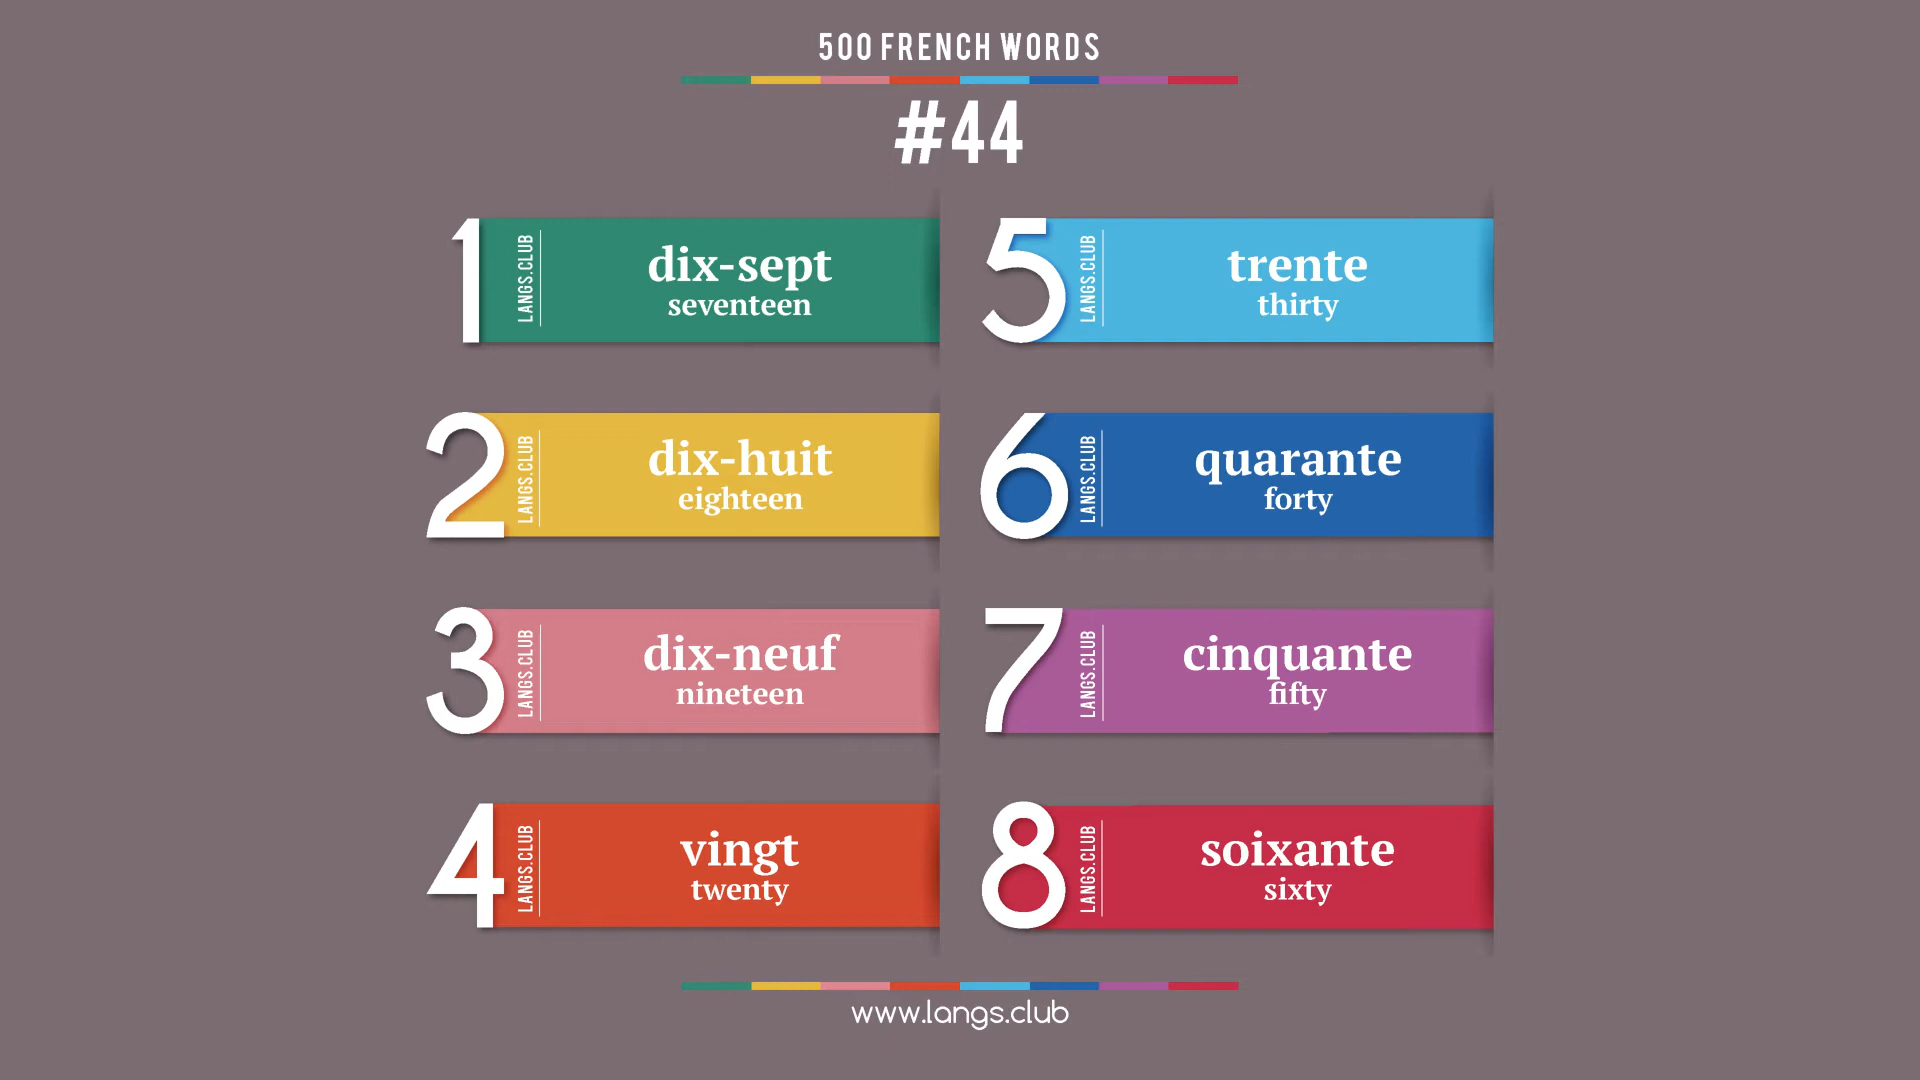 500 FRENCH WORDS
#44
1
LANGS.CLUB
dix-sept
seventeen
2
LANGS.CLUB
dix-huit
eighteen
3
LANGS.CLUB
dix-neuf
nineteen
4
LANGS.CLUB
vingt
twenty
5
LANGS.CLUB
trente
thirty
6
LANGS.CLUB
quarante
forty
7
LANGS.CLUB
cinquante
fifty
8
LANGS.CLUB
soixante
sixty
www.langs.club